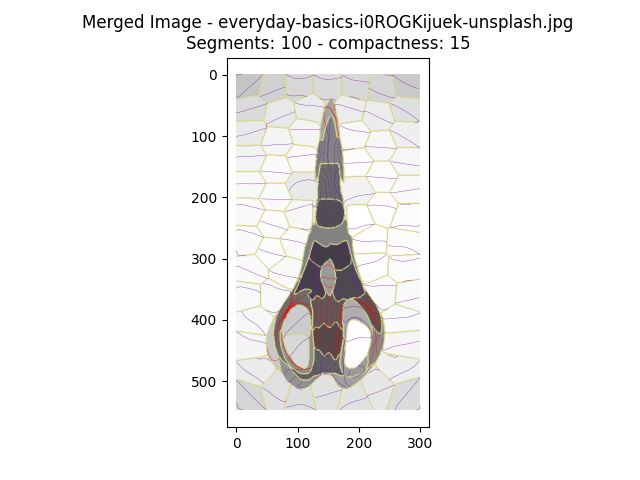 Merged Image - everyday-basics-i0ROGKijuek-unsplash.jpg
Segments: 100 - compactness: 15
0
100
200
300
400
500
0 100 200 300